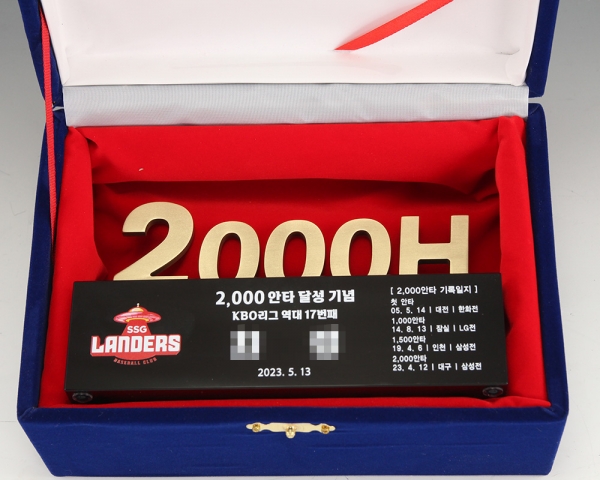 2000H
2,000 안타 달성 기념
KBO리그 역대 17번째
2023. 5. 13
SSG
LANDERS
BASEBALL CLUB
[ 2,000안타 기록일지 ]
첫 안타
05. 5. 14 | 대전 | 한화전
1,000안타
14. 8. 13 | 잠실 | LG전
1,500안타
19. 4. 6 | 인천 | 삼성전
2,000안타
23. 4. 12 | 대구 | 삼성전